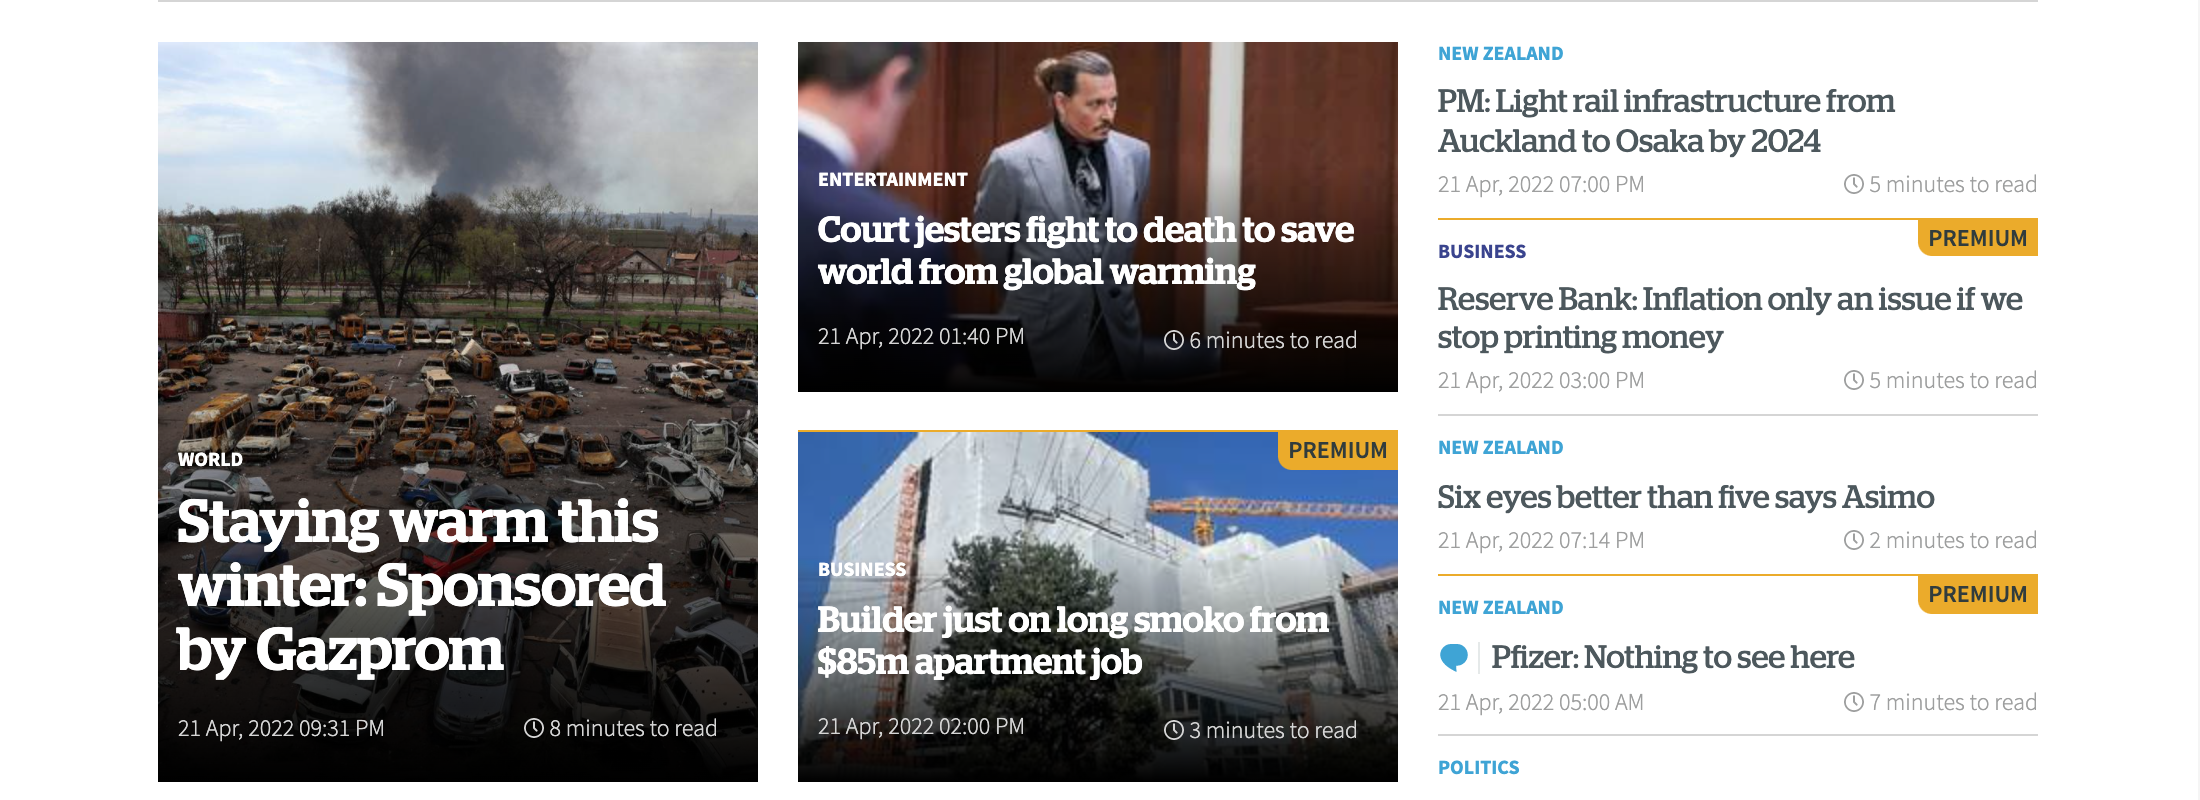 WORLD
Staying warm this
winter: Sponsored
by Gazprom
21 Apr, 2022 09:31 PM
8 minutes to read
ENTERTAINMENT
Court jesters fight to death to save
world from global warming
21 Apr, 2022 01:40 PM
6 minutes to read
PREMIUM
BUSINESS
Builder just on long smoko from
$85m apartment job
21 Apr, 2022 02:00 PM
3 minutes to read
NEW ZEALAND
PM: Light rail infrastructure from
Auckland to Osaka by 2024
21 Apr, 2022 07:00 PM
5 minutes to read
PREMIUM
BUSINESS
Reserve Bank: Inflation only an issue if we
stop printing money
21 Apr, 2022 03:00 PM
5 minutes to read
NEW ZEALAND
Six eyes better than five says Asimo
21 Apr, 2022 07:14 PM
2 minutes to read
PREMIUM
NEW ZEALAND
Pfizer: Nothing to see here
21 Apr, 2022 05:00 AM
7 minutes to read
POLITICS